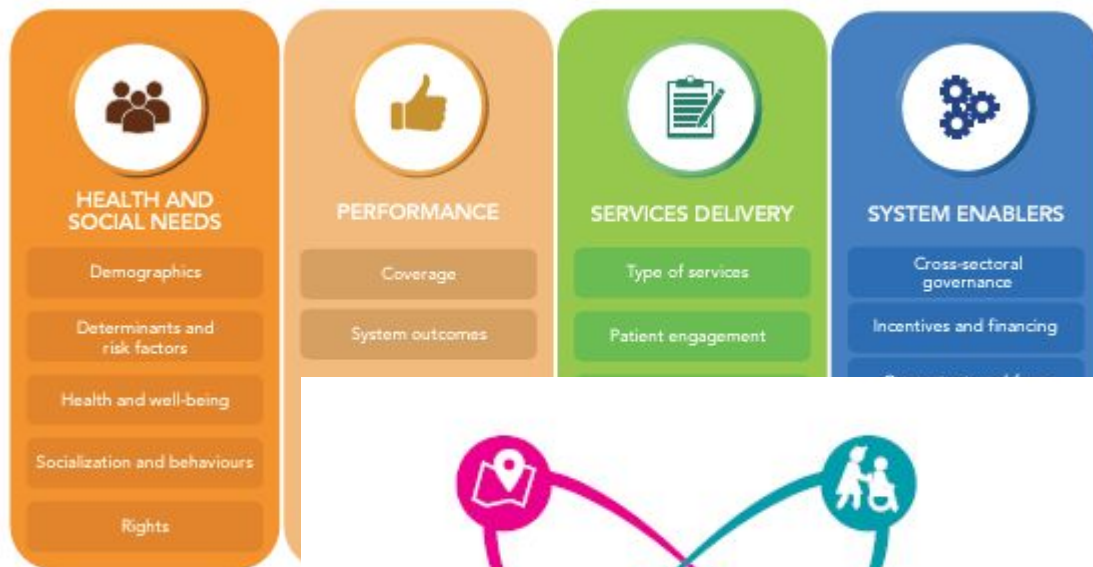 HEALTH AND
SOCIAL NEEDS
Demographics
Determinants and
risk factors
Health and well-being
Socialization and behaviours
Rights
PERFORMANCE
Coverage
System outcomes
SERVICES DELIVERY
Type of services
Patient engagement
SYSTEM ENABLERS
Cross-sectoral
governance
Incentives and financing